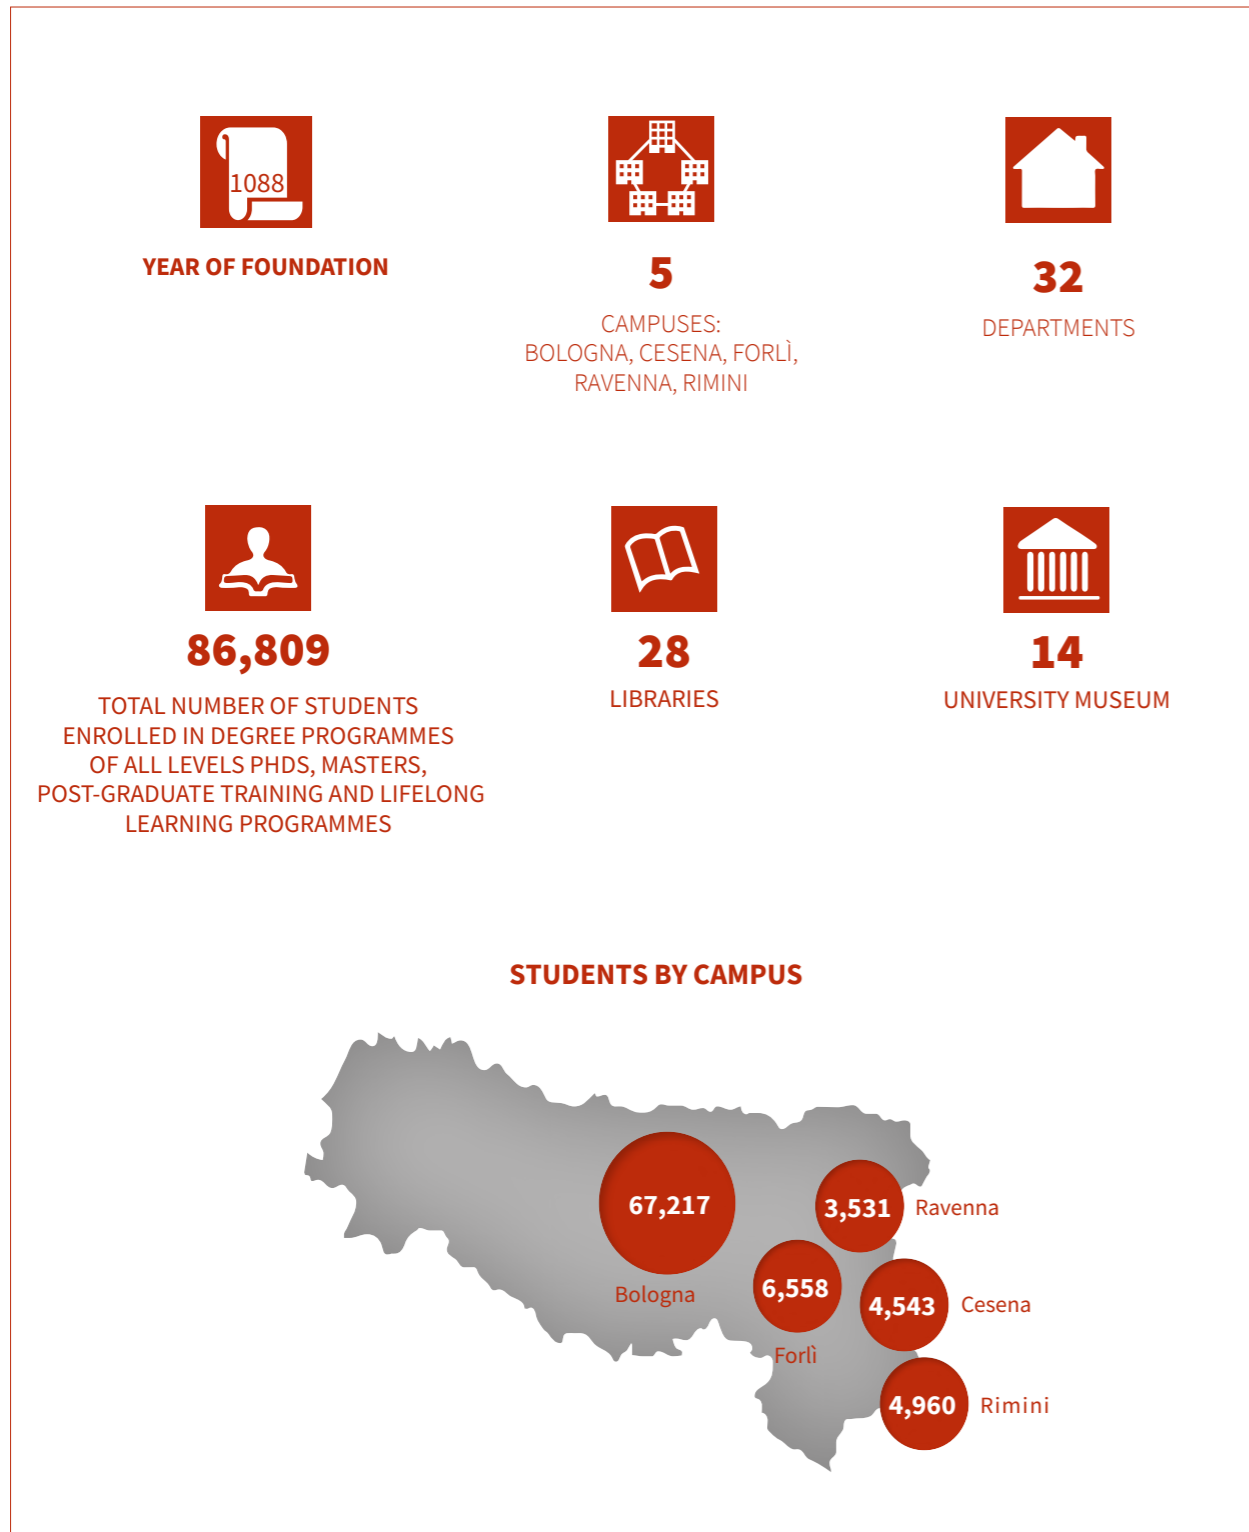 1088
YEAR OF FOUNDATION
5
CAMPUSES:
BOLOGNA, CESENA, FORLÌ,
RAVENNA, RIMINI
32
DEPARTMENTS
86,809
TOTAL NUMBER OF STUDENTS
ENROLLED IN DEGREE PROGRAMMES
OF ALL LEVELS PHDS, MASTERS,
POST-GRADUATE TRAINING AND LIFELONG
LEARNING PROGRAMMES
28
LIBRARIES
14
UNIVERSITY MUSEUM
STUDENTS BY CAMPUS
67,217
Bologna
3,531
Ravenna
6,558
Forlì
4,543
Cesena
4,960
Rimini